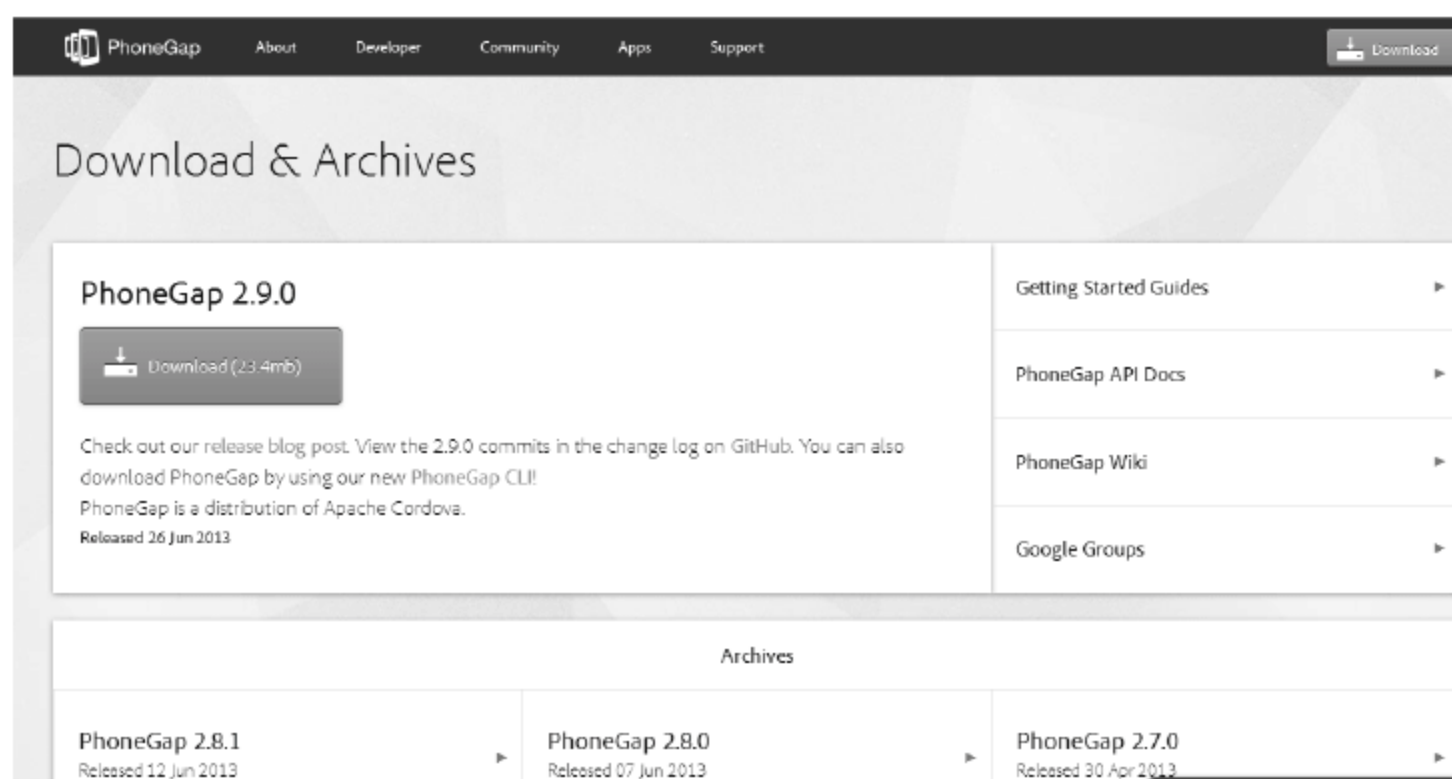 PhoneGap About Developer Community Apps Support Download
Download & Archives
PhoneGap 2.9.0
Download (23.4mb)
Check out our release blog post. View the 2.9.0 commits in the change log on GitHub. You can also
download PhoneGap by using our new PhoneGap CLI!
PhoneGap is a distribution of Apache Cordova.
Released 26 Jun 2013
Getting Started Guides
PhoneGap API Docs
PhoneGap Wiki
Google Groups
Archives
PhoneGap 2.8.1
Released 12 Jun 2013
PhoneGap 2.8.0
Released 07 Jun 2013
PhoneGap 2.7.0
Released 30 Apr 2013